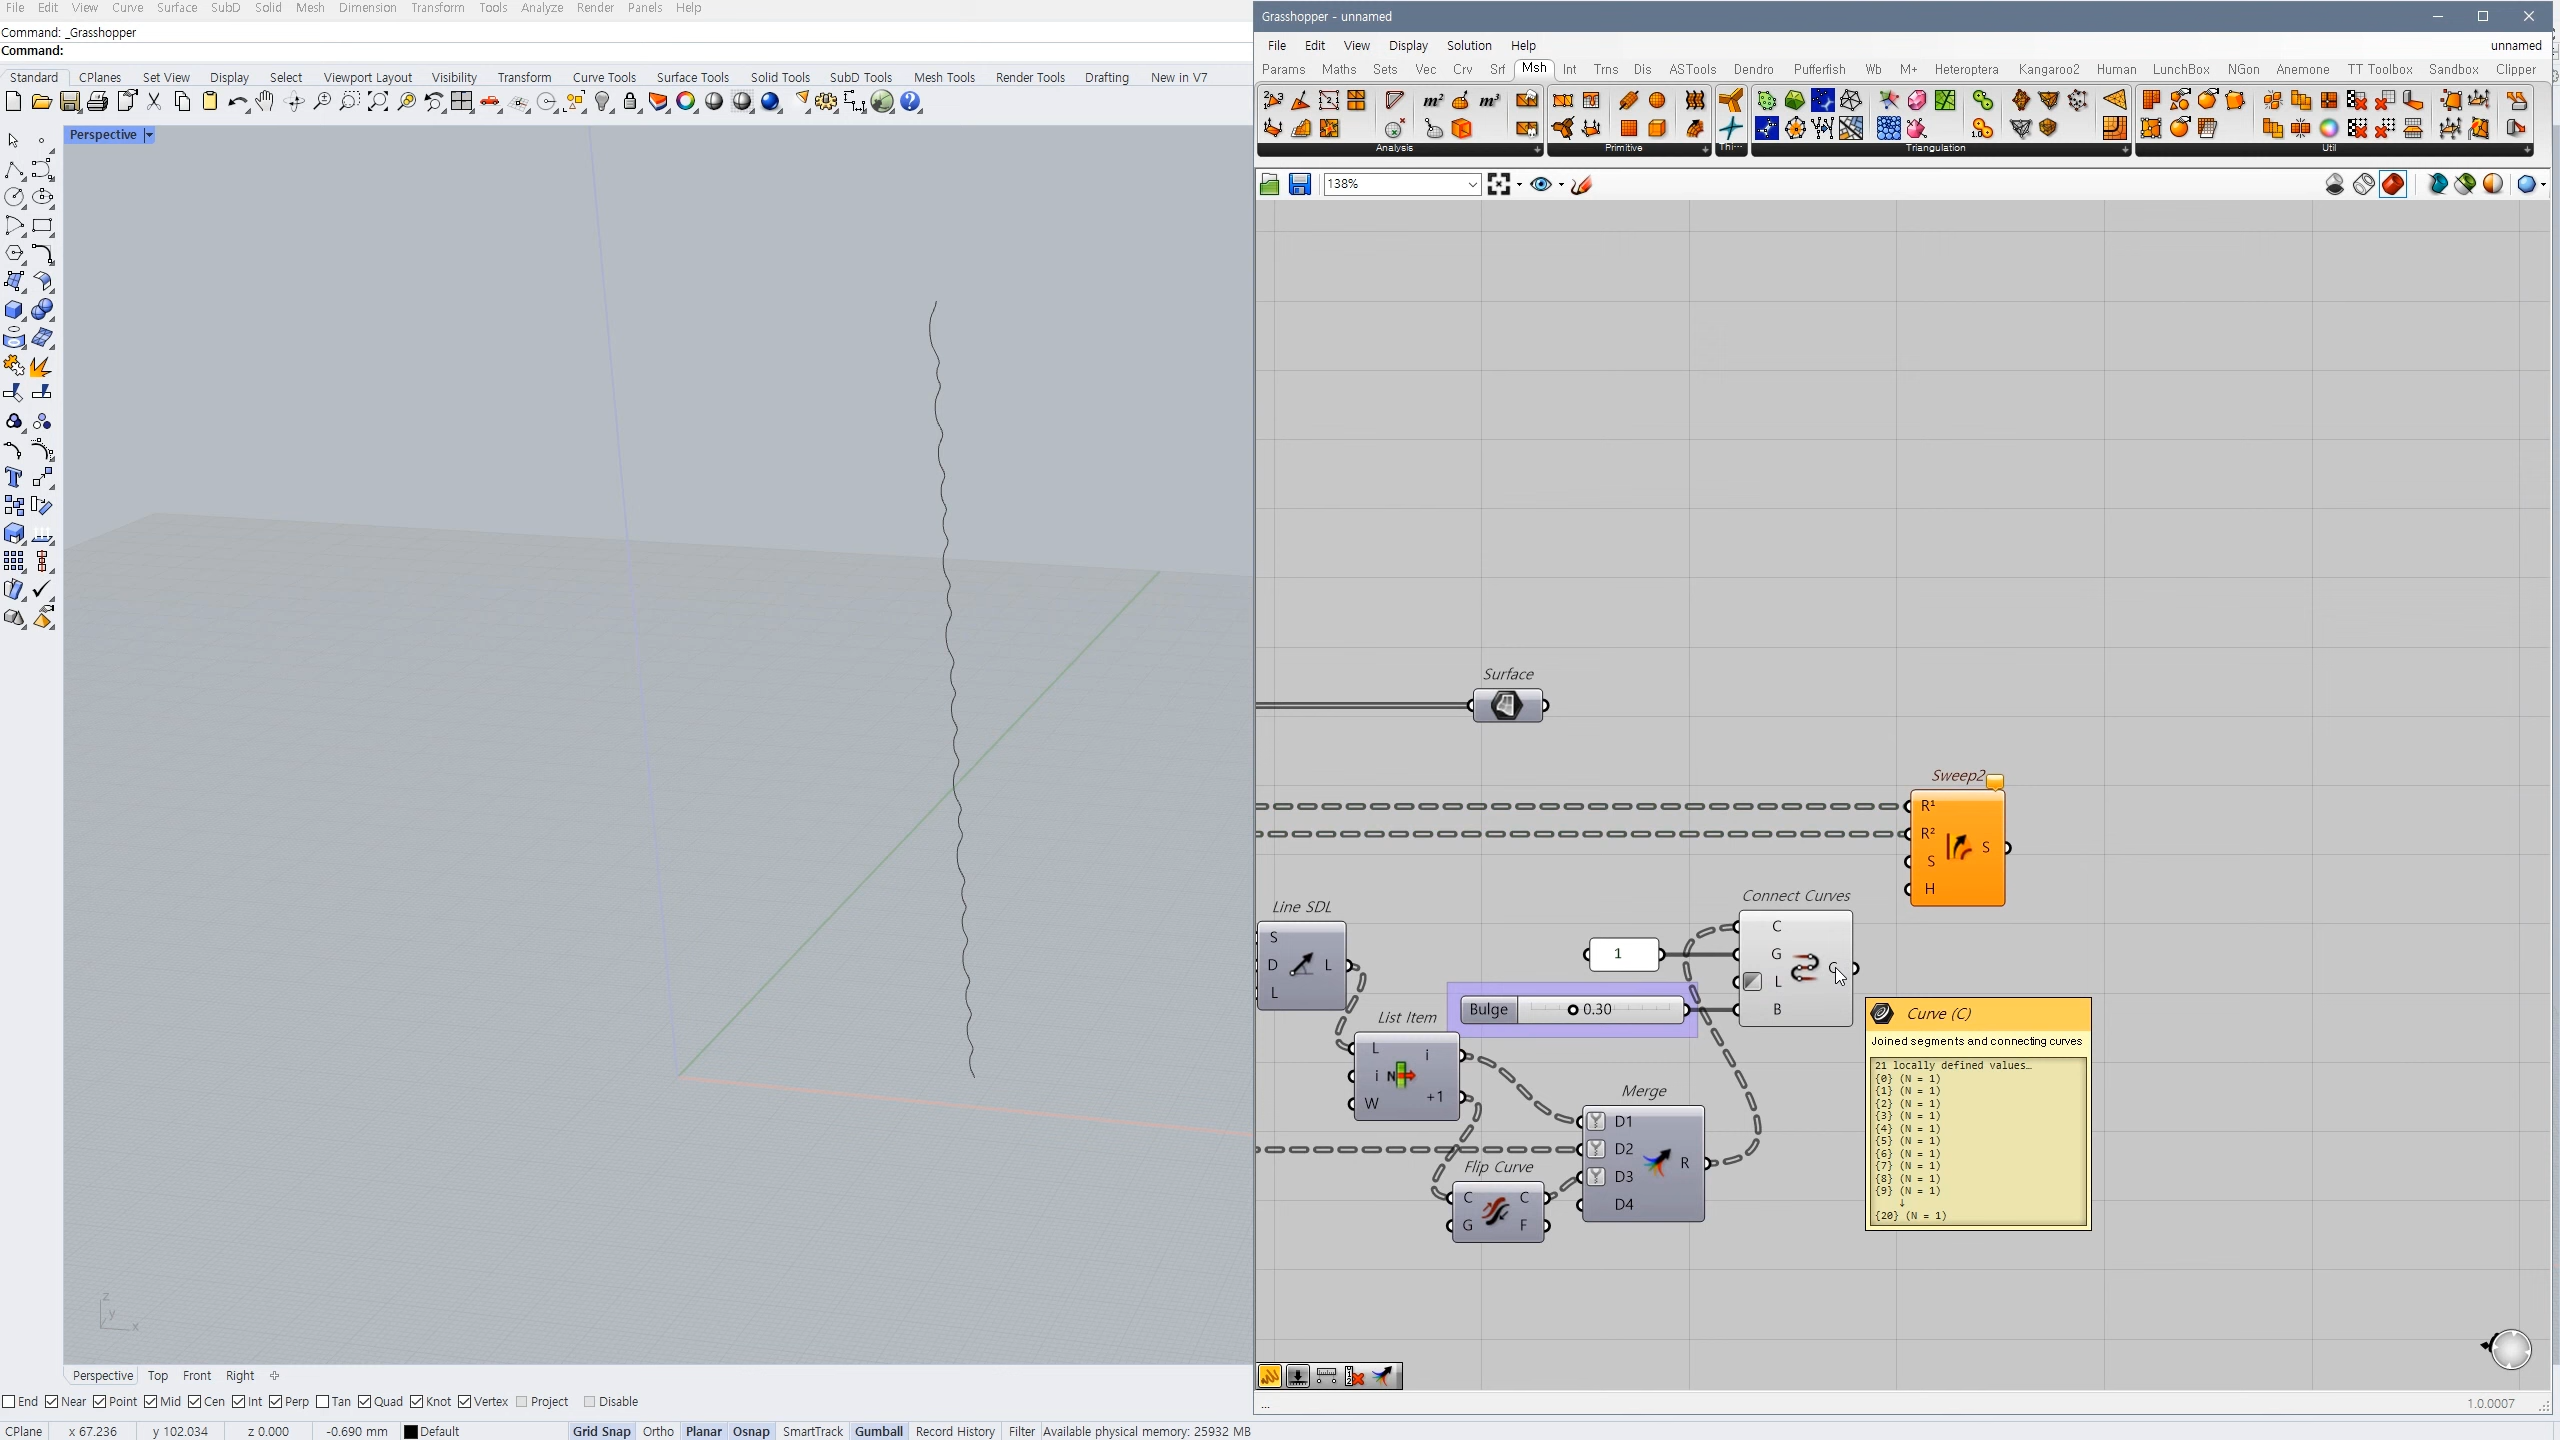 File Edit View Curve Surface SubD Solid Mesh Dimension Transform Tools Analyze Render Panels Help
Command: _Grasshopper
Command:
Standard CPlanes Set View Display Select Viewport Layout Visibility Transform Curve Tools Surface Tools Solid Tools SubD Tools Mesh Tools Render Tools Drafting New in V7
Perspective
Grasshopper - unnamed
File Edit View Display Solution Help unnamed
Params Maths Sets Vec Crv Srf Msh Int Trns Dis ASTools Dendro Pufferfish Wb M+ Heteroptera Kangaroo2 Human LunchBox NGon Anemone TT Toolbox Sandbox Clipper
Analysis Primitive Thi... Triangulation Util
138%
Surface
Sweep2
R¹
R²
S S
H
Line SDL
S
D L
L
Connect Curves
C
1 G
C
L
Bulge 0.30 B
List Item
L i
i
W +1
Merge
D1
D2
D3 R
D4
Flip Curve
C C
G F
Curve (C)
Joined segments and connecting curves
21 locally defined values…
{0} (N = 1)
{1} (N = 1)
{2} (N = 1)
{3} (N = 1)
{4} (N = 1)
{5} (N = 1)
{6} (N = 1)
{7} (N = 1)
{8} (N = 1)
{9} (N = 1)
↓
{20} (N = 1)
z
y
x
Perspective Top Front Right
End Near Point Mid Cen Int Perp Tan Quad Knot Vertex Project Disable
... 1.0.0007
CPlane x 67.236 y 102.034 z 0.000 -0.690 mm Default Grid Snap Ortho Planar Osnap SmartTrack Gumball Record History Filter Available physical memory: 25932 MB